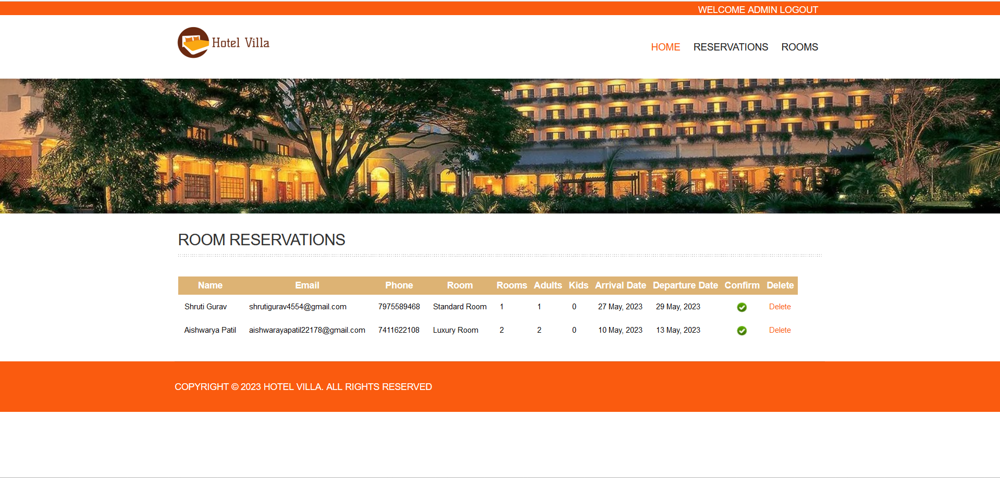 WELCOME ADMIN LOGOUT
Hotel Villa
HOME RESERVATIONS ROOMS
ROOM RESERVATIONS
Name Email Phone Room Rooms Adults Kids Arrival Date Departure Date Confirm Delete
Shruti Gurav shrutigurav4554@gmail.com 7975589468 Standard Room 1 1 0 27 May, 2023 29 May, 2023 Delete
Aishwarya Patil aishwarayapatil22178@gmail.com 7411622108 Luxury Room 2 2 0 10 May, 2023 13 May, 2023 Delete
COPYRIGHT © 2023 HOTEL VILLA. ALL RIGHTS RESERVED